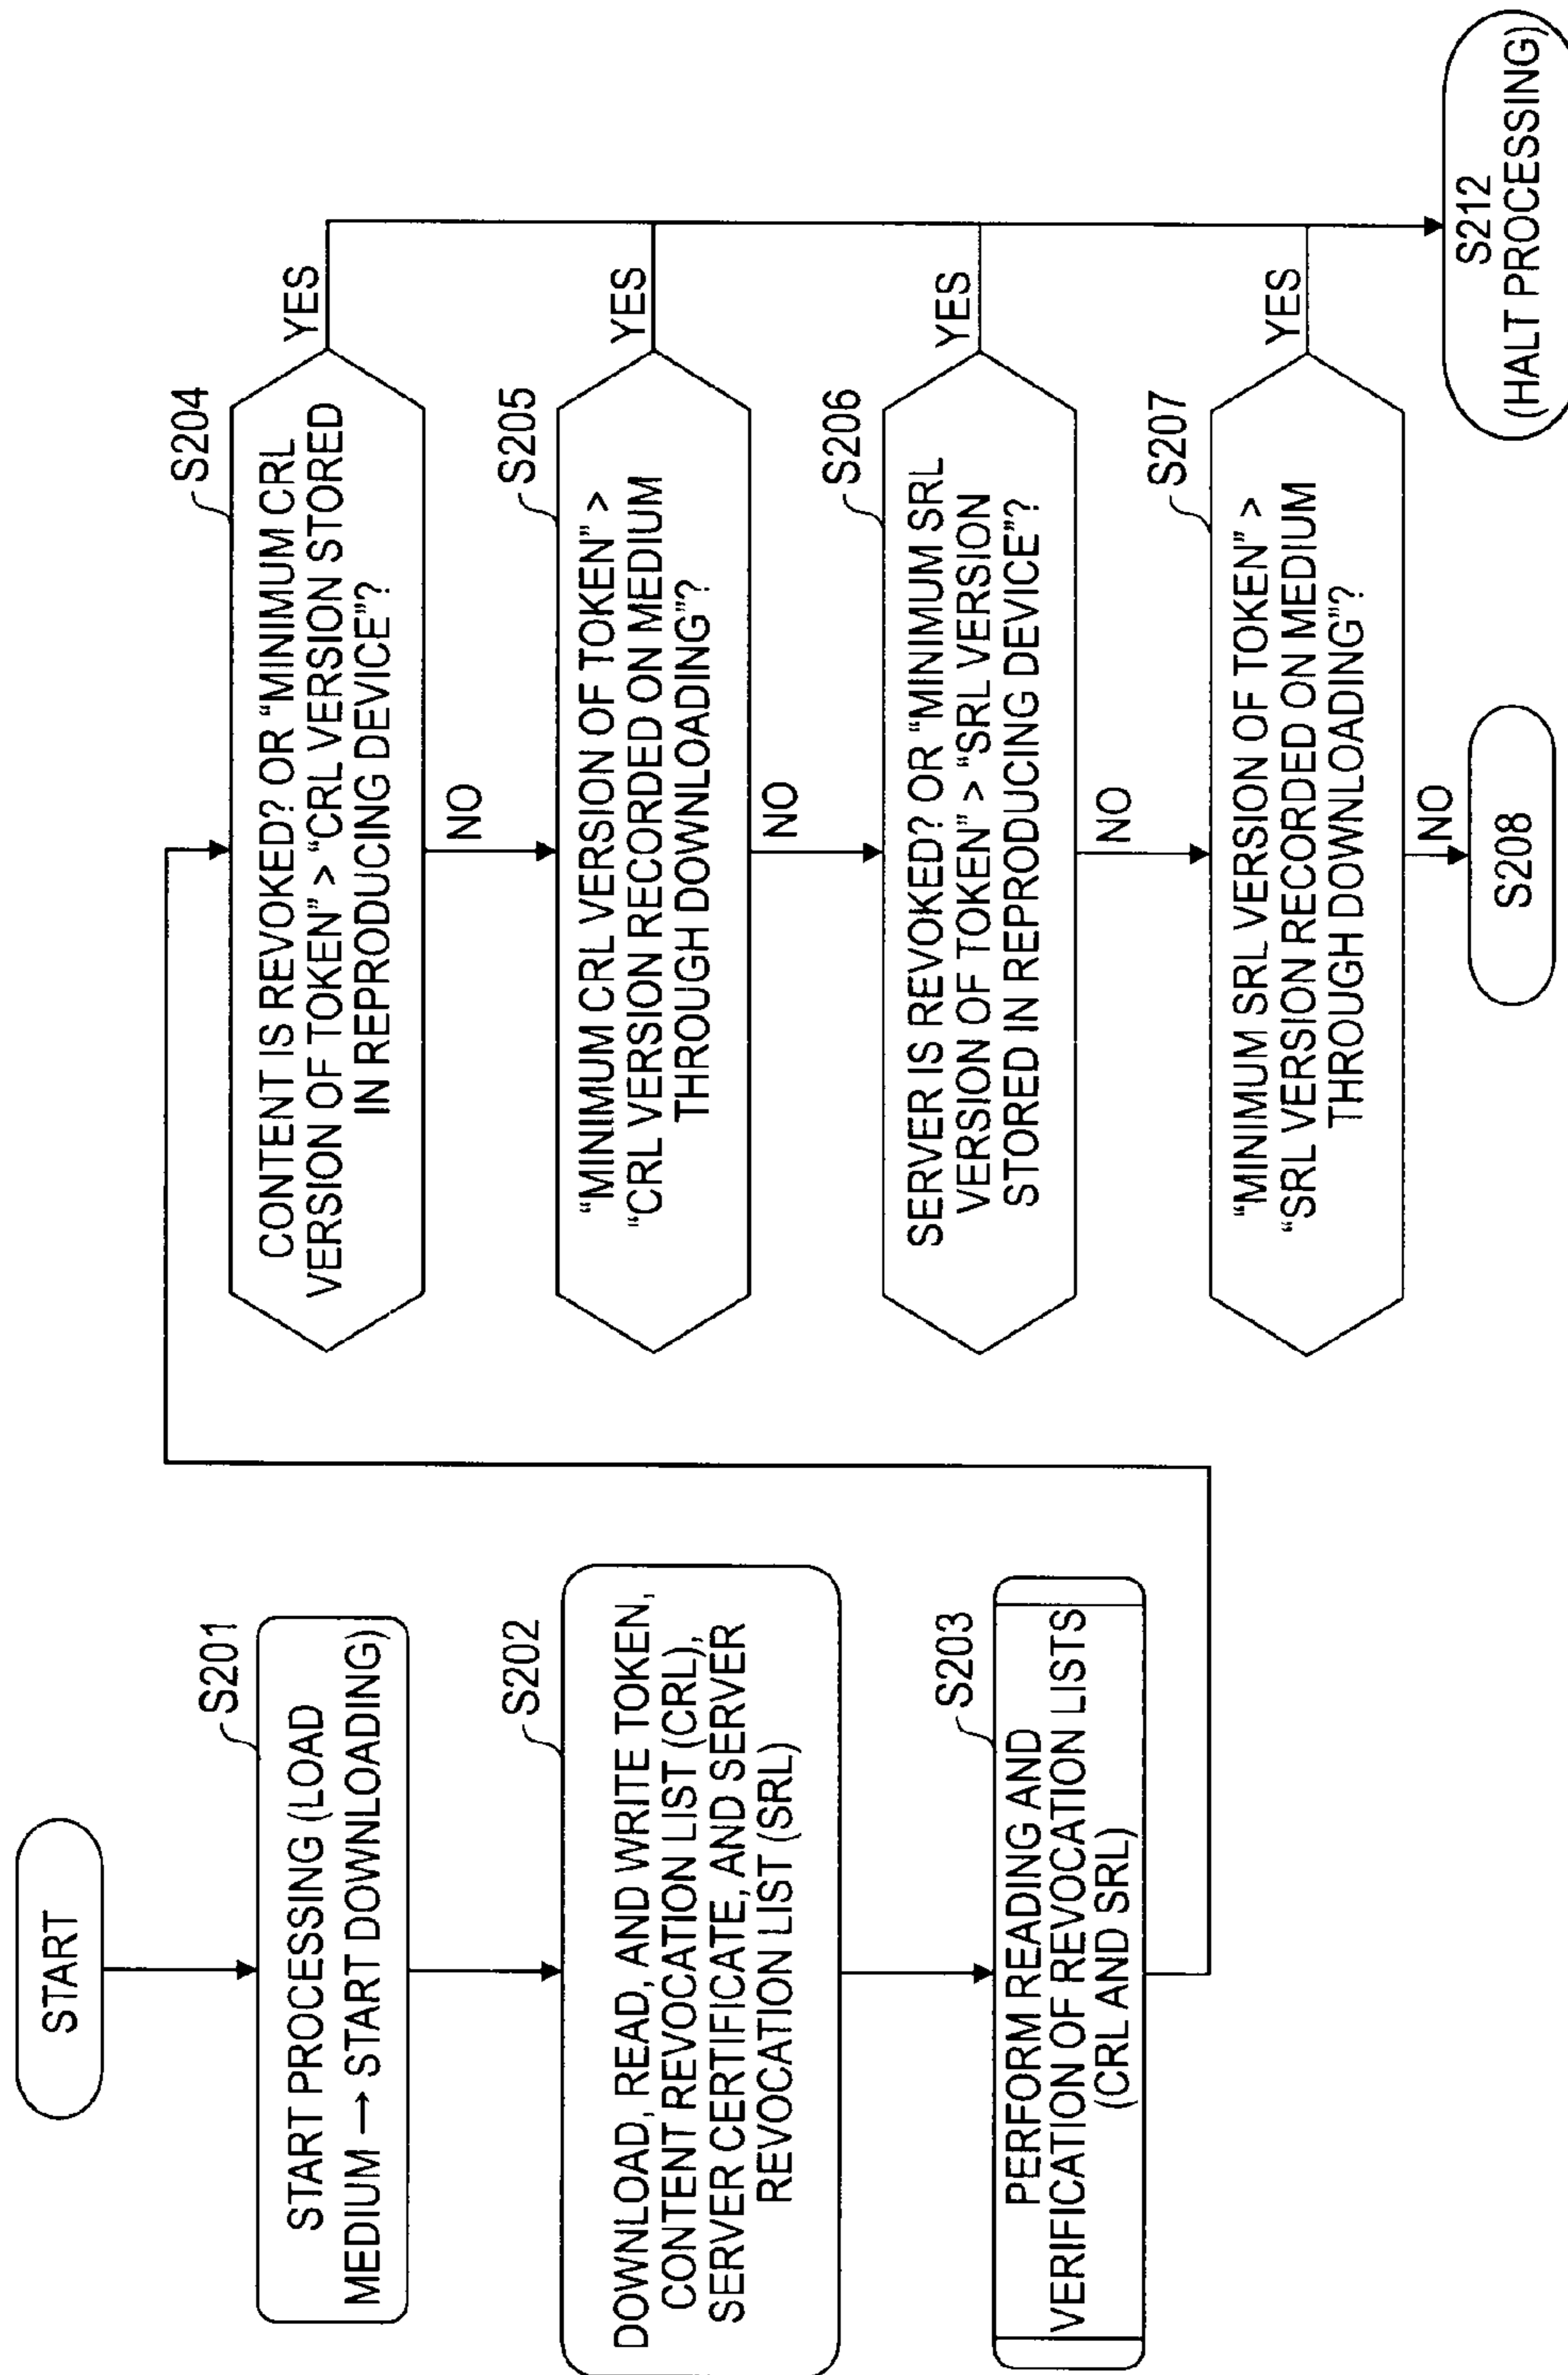 START
S201
START PROCESSING (LOAD
MEDIUM → START DOWNLOADING)
S202
DOWNLOAD, READ, AND WRITE TOKEN,
CONTENT REVOCATION LIST (CRL),
SERVER CERTIFICATE, AND SERVER
REVOCATION LIST (SRL)
S203
PERFORM READING AND
VERIFICATION OF REVOCATION LISTS
(CRL AND SRL)
S204
CONTENT IS REVOKED? OR “MINIMUM CRL
VERSION OF TOKEN” > “CRL VERSION STORED
IN REPRODUCING DEVICE”?
YES
NO
S205
“MINIMUM CRL VERSION OF TOKEN” >
“CRL VERSION RECORDED ON MEDIUM
THROUGH DOWNLOADING”?
YES
NO
S206
SERVER IS REVOKED? OR “MINIMUM SRL
VERSION OF TOKEN” > “SRL VERSION
STORED IN REPRODUCING DEVICE”?
YES
NO
S207
“MINIMUM SRL VERSION OF TOKEN” >
“SRL VERSION RECORDED ON MEDIUM
THROUGH DOWNLOADING”?
YES
NO
S208
S212
(HALT PROCESSING)